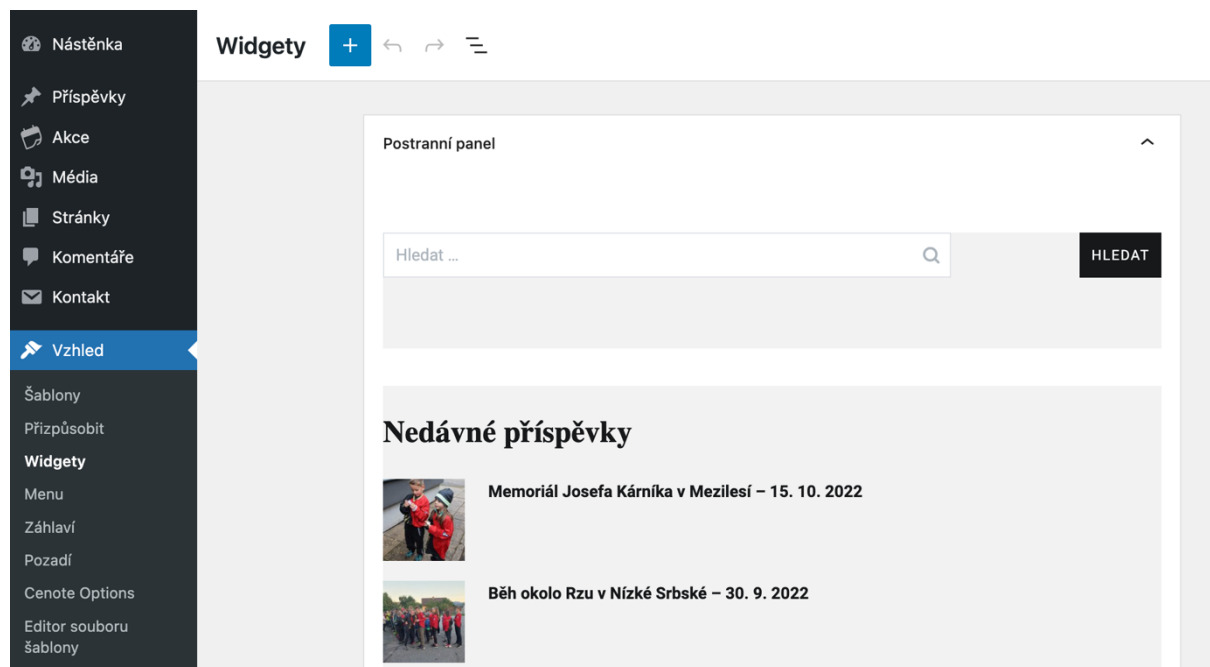 Nástěnka
Příspěvky
Akce
Média
Stránky
Komentáře
Kontakt
Vzhled
Šablony
Přizpůsobit
Widgety
Menu
Záhlaví
Pozadí
Cenote Options
Editor souboru
šablony
Widgety
Postranní panel
Hledat ...
HLEDAT
Nedávné příspěvky
Memoriál Josefa Kárníka v Mezilesí – 15. 10. 2022
Běh okolo Rzu v Nízké Srbské – 30. 9. 2022